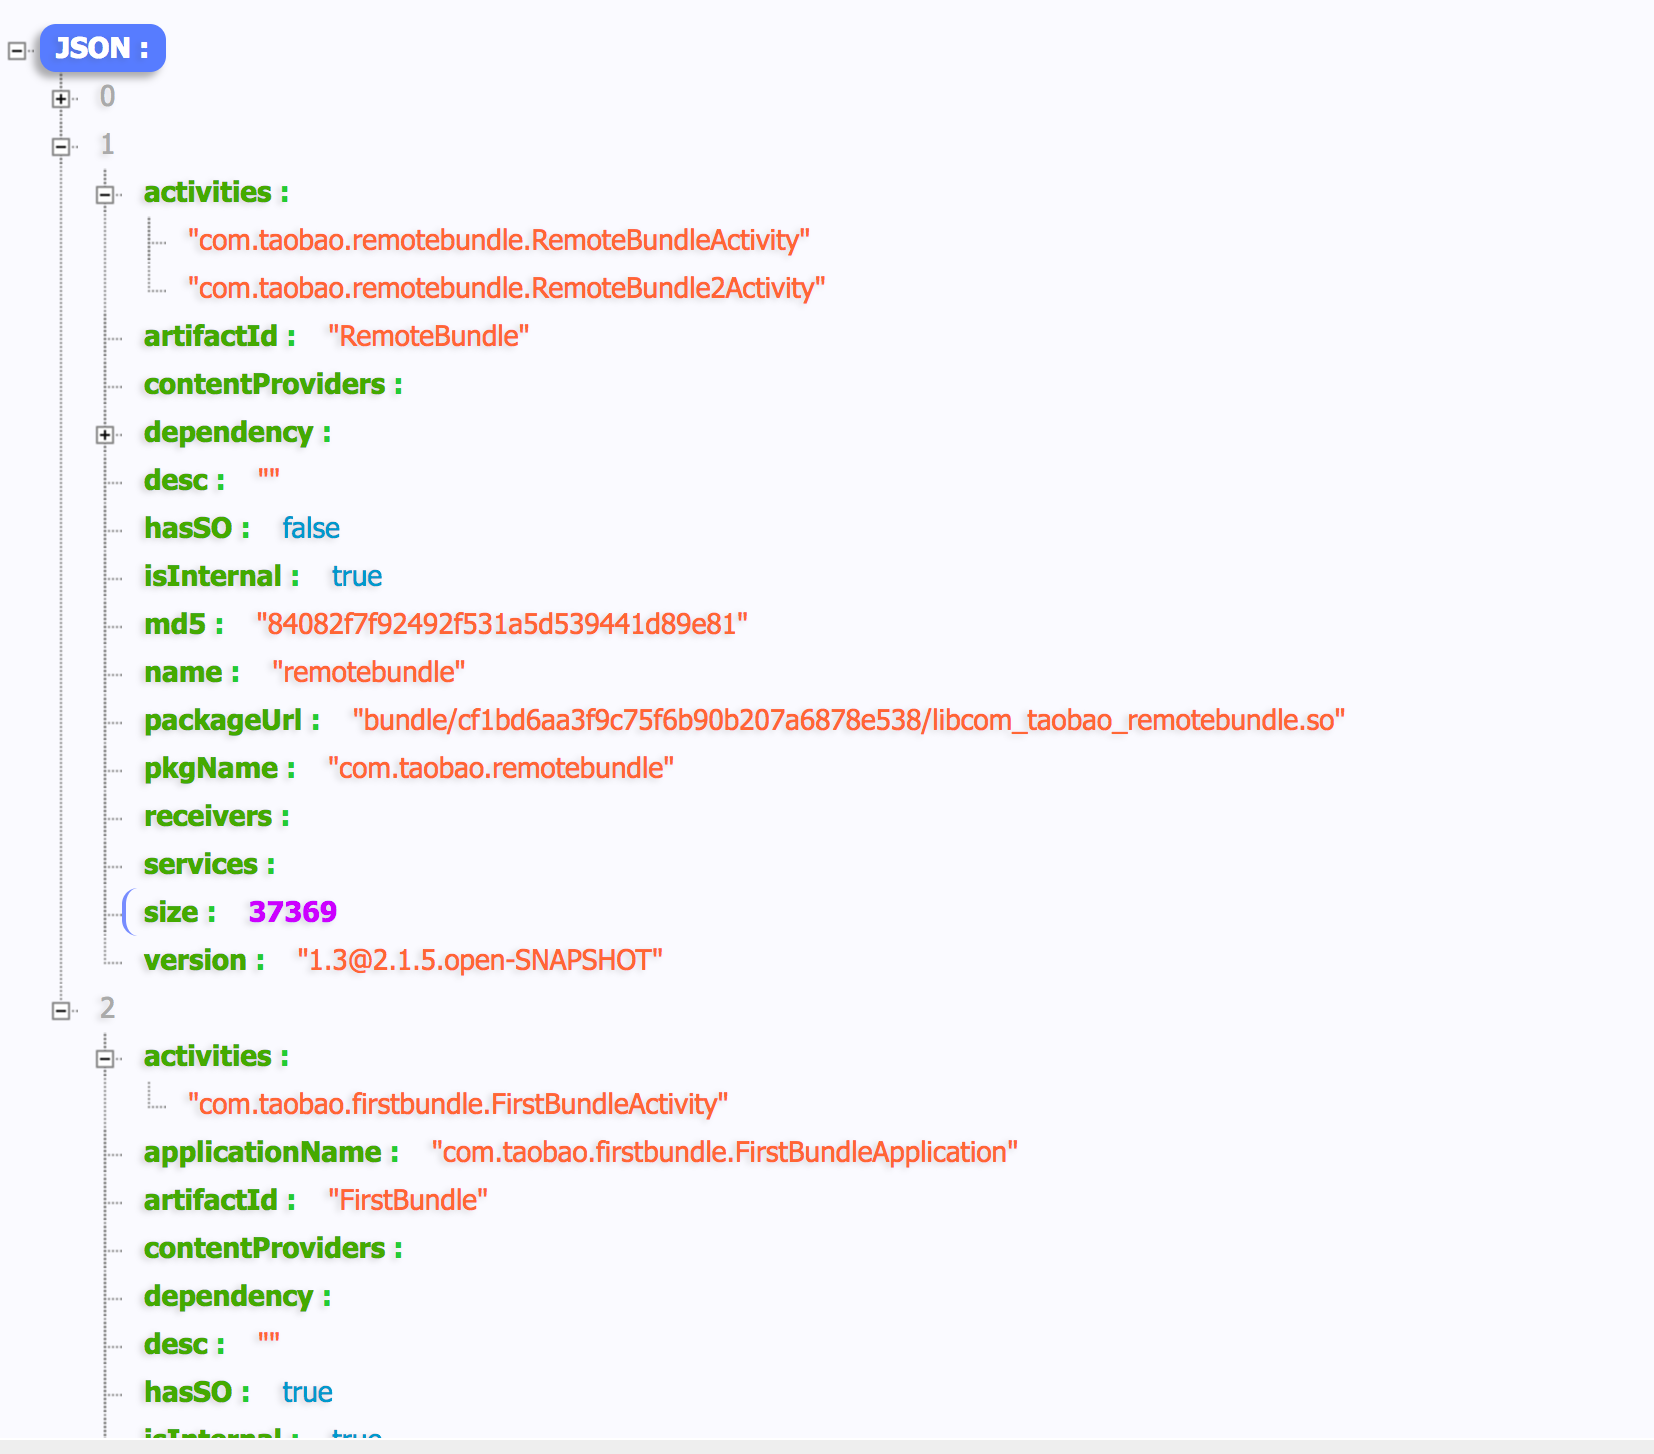 JSON :
0
1
activities :
"com.taobao.remotebundle.RemoteBundleActivity"
"com.taobao.remotebundle.RemoteBundle2Activity"
artifactId : "RemoteBundle"
contentProviders :
dependency :
desc : ""
hasSO : false
isInternal : true
md5 : "84082f7f92492f531a5d539441d89e81"
name : "remotebundle"
packageUrl : "bundle/cf1bd6aa3f9c75f6b90b207a6878e538/libcom_taobao_remotebundle.so"
pkgName : "com.taobao.remotebundle"
receivers :
services :
size : 37369
version : "1.3@2.1.5.open-SNAPSHOT"
2
activities :
"com.taobao.firstbundle.FirstBundleActivity"
applicationName : "com.taobao.firstbundle.FirstBundleApplication"
artifactId : "FirstBundle"
contentProviders :
dependency :
desc : ""
hasSO : true
isInternal : true